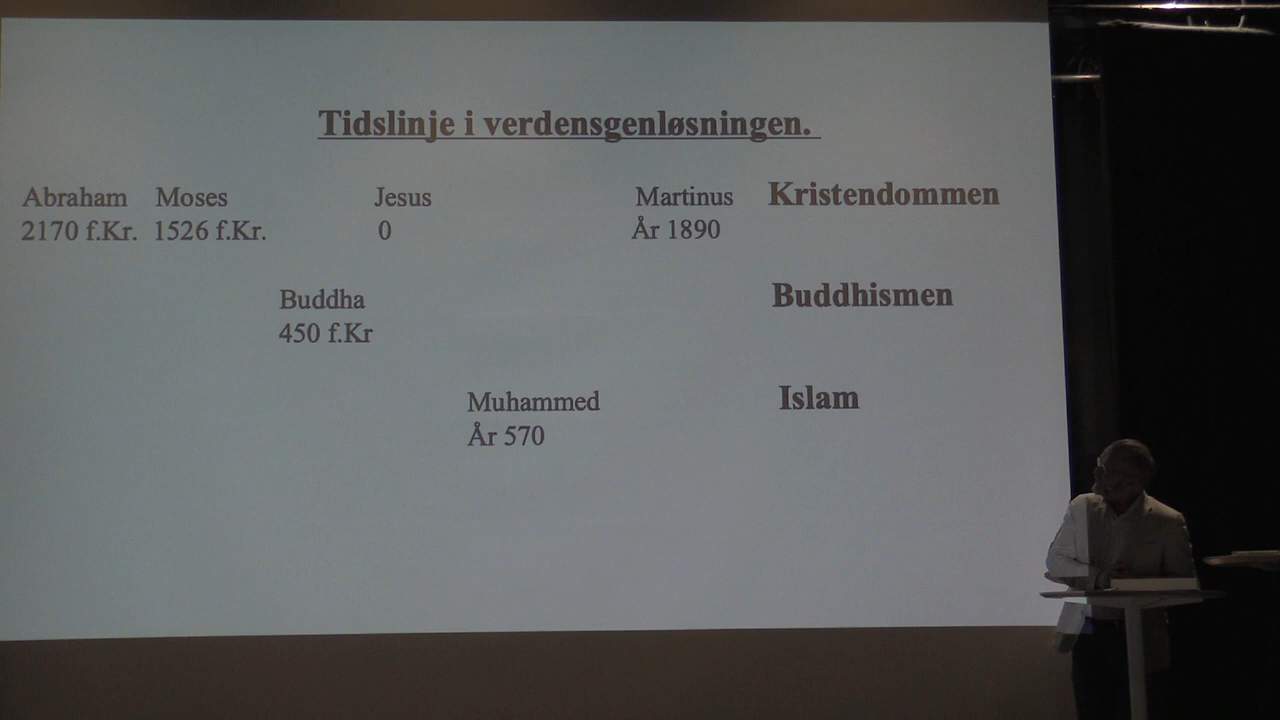 Tidslinje i verdensgenløsningen.
Abraham Moses Jesus Martinus Kristendommen
2170 f.Kr. 1526 f.Kr. 0 År 1890
Buddha Buddhismen
450 f.Kr
Muhammed Islam
År 570